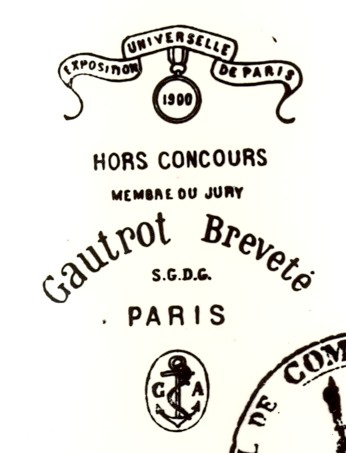 EXPOSITION UNIVERSELLE DE PARIS
1900
HORS CONCOURS
MEMBRE DU JURY
Gautrot Breveté
S.G.D.G.
PARIS
G A
DE COM